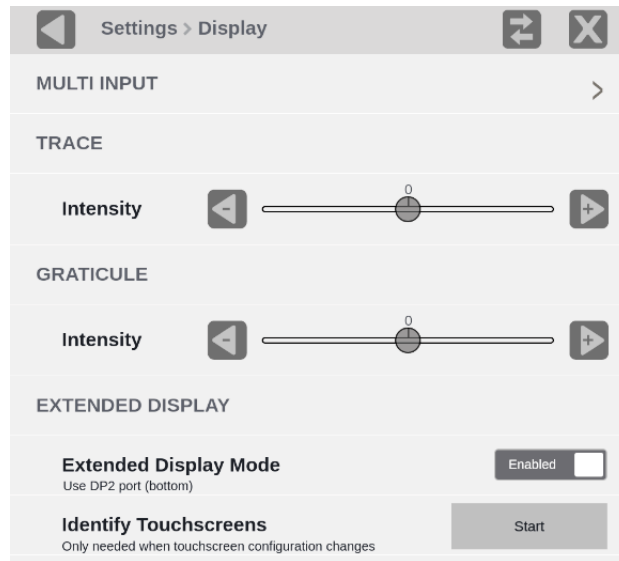 Settings > Display
MULTI INPUT
TRACE
0
Intensity - +
GRATICULE
0
Intensity - +
EXTENDED DISPLAY
Extended Display Mode Enabled
Use DP2 port (bottom)
Identify Touchscreens Start
Only needed when touchscreen configuration changes